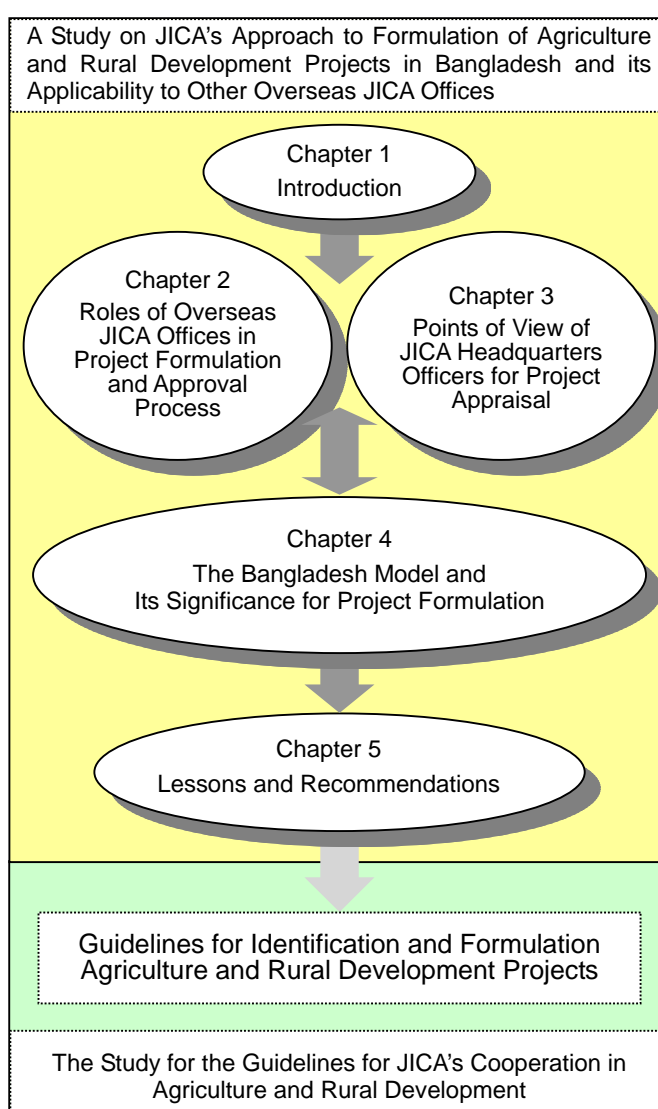 A Study on JICA's Approach to Formulation of Agriculture
and Rural Development Projects in Bangladesh and its
Applicability to Other Overseas JICA Offices
Chapter 1
Introduction
Chapter 2
Roles of Overseas
JICA Offices in
Project Formulation
and Approval
Process
Chapter 3
Points of View of
JICA Headquarters
Officers for Project
Appraisal
Chapter 4
The Bangladesh Model and
Its Significance for Project Formulation
Chapter 5
Lessons and Recommendations
Guidelines for Identification and Formulation
Agriculture and Rural Development Projects
The Study for the Guidelines for JICA's Cooperation in
Agriculture and Rural Development